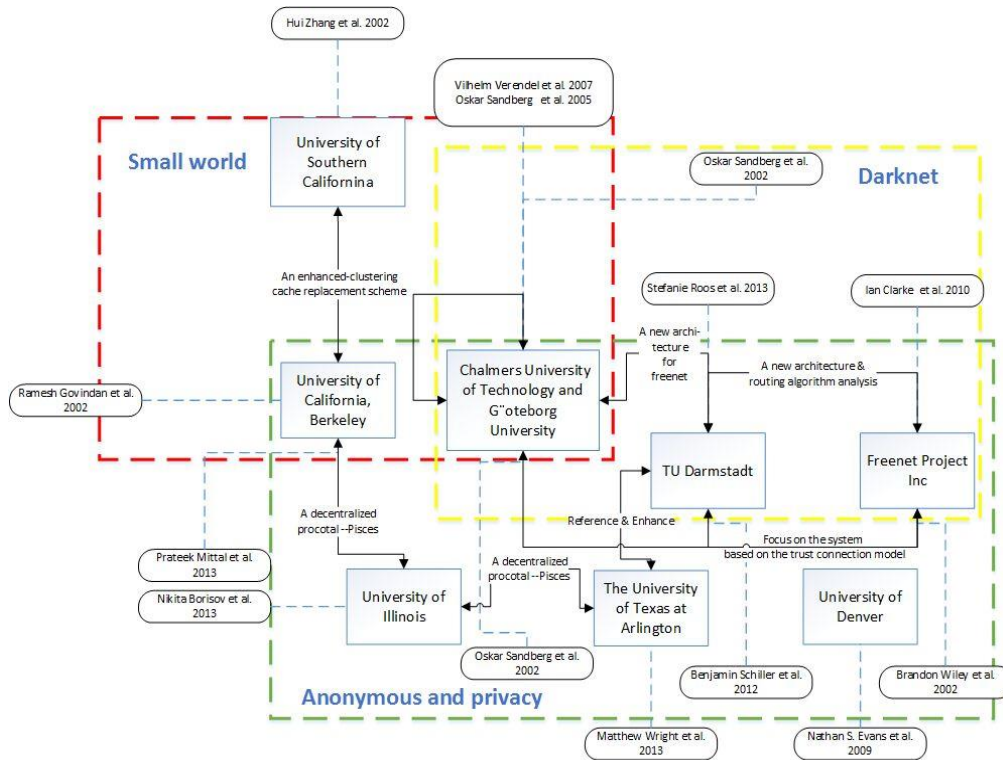 Hui Zhang et al. 2002
Vilhelm Verendel et al. 2007
Oskar Sandberg et al. 2005
Small world
University of
Southern
Californina
Oskar Sandberg et al.
2002
Darknet
An enhanced-clustering
cache replacement scheme
Stefanie Roos et al. 2013
Ian Clarke et al. 2010
A new archi-
tecture
for
freenet
A new architecture &
routing algorithm analysis
Ramesh Govindan et al.
2002
University of
California,
Berkeley
Chalmers University
of Technology and
G¨oteborg
University
TU Darmstadt
Freenet Project
Inc
A decentralized
procotal --Pisces
Reference & Enhance
Focus on the system
based on the trust connection model
Prateek Mittal et al.
2013
Nikita Borisov et al.
2013
University of
Illinois
A decentralized
procotal --Pisces
The University
of Texas at
Arlington
University of
Denver
Oskar Sandberg et al.
2002
Benjamin Schiller et al.
2012
Brandon Wiley et al.
2002
Anonymous and privacy
Matthew Wright et al.
2013
Nathan S. Evans et al.
2009